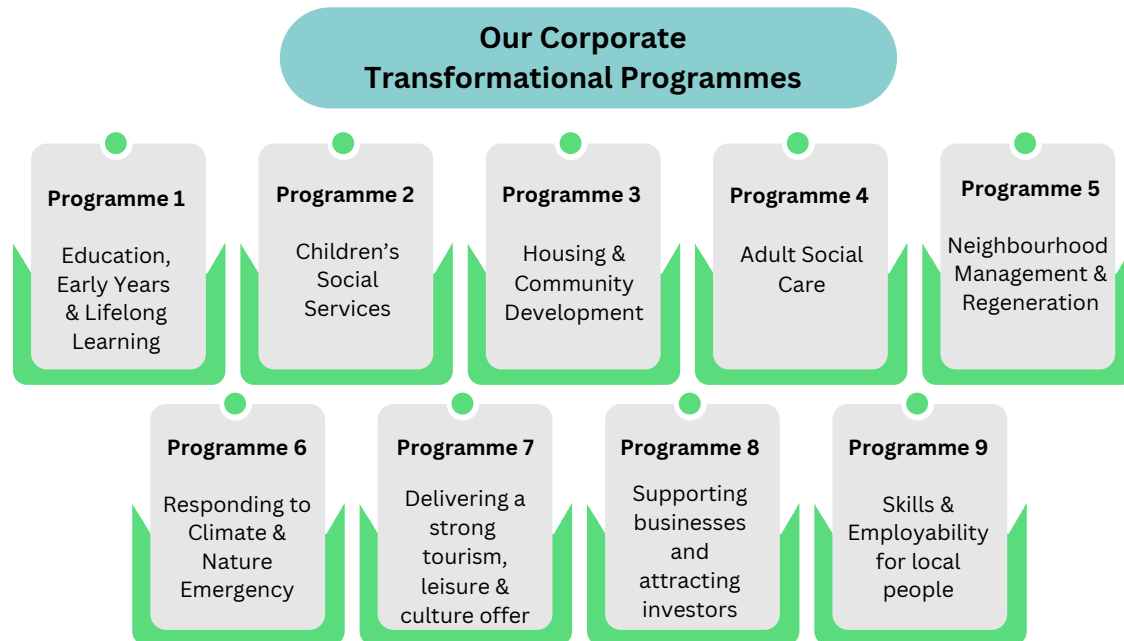 Our Corporate
Transformational Programmes
Programme 1
Education,
Early Years
& Lifelong
Learning
Programme 2
Children’s
Social
Services
Programme 3
Housing &
Community
Development
Programme 4
Adult Social
Care
Programme 5
Neighbourhood
Management &
Regeneration
Programme 6
Responding to
Climate &
Nature
Emergency
Programme 7
Delivering a
strong
tourism,
leisure &
culture offer
Programme 8
Supporting
businesses
and
attracting
investors
Programme 9
Skills &
Employability
for local
people